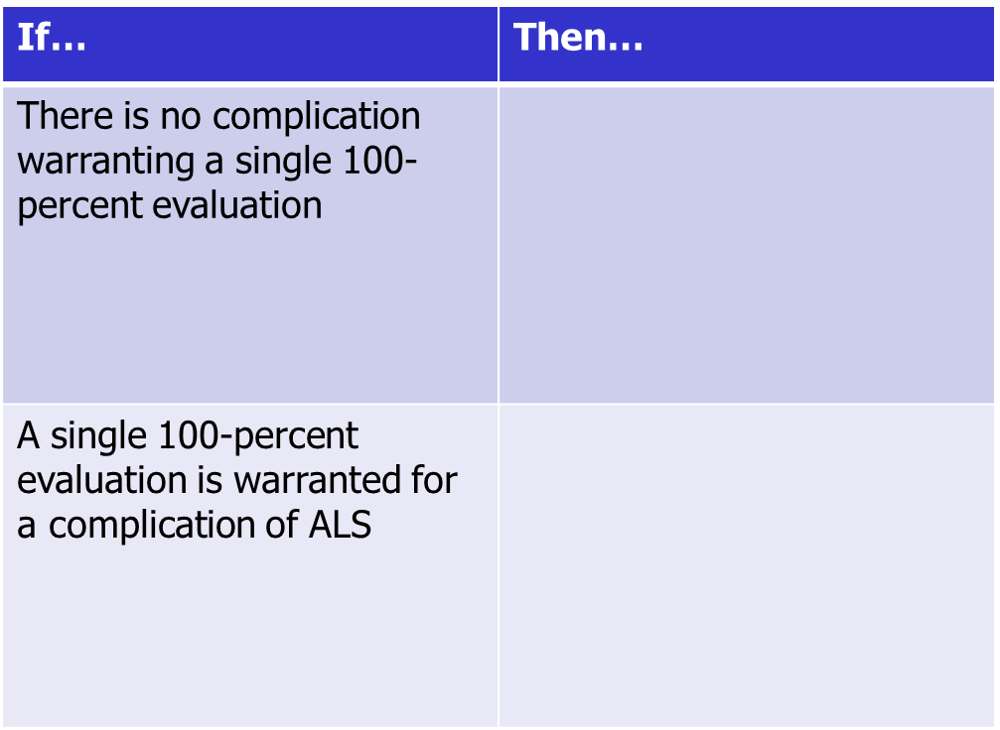 If...
Then...
There is no complication
warranting a single 100-
percent evaluation
A single 100-percent
evaluation is warranted for
a complication of ALS